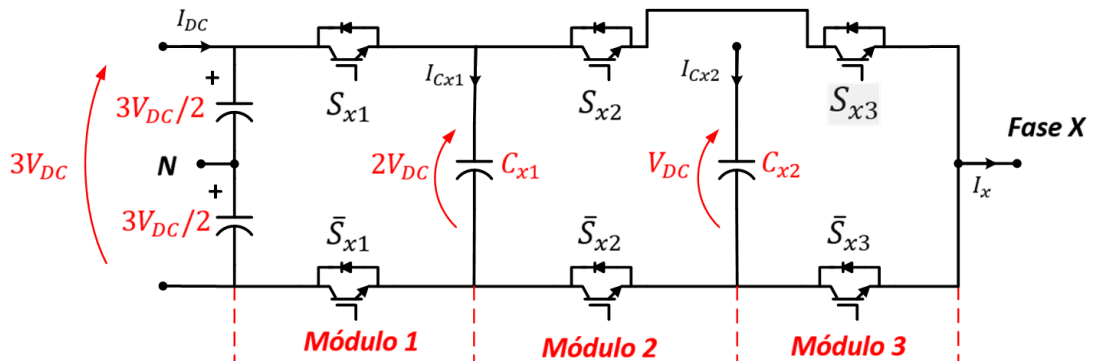 I_DC
+
3V_DC/2
3V_DC
N
+
3V_DC/2
S_x1
I_Cx1
2V_DC
C_x1
S_x2
I_Cx2
V_DC
C_x2
S_x3
Fase X
I_x
S̄_x1
S̄_x2
S̄_x3
Módulo 1
Módulo 2
Módulo 3